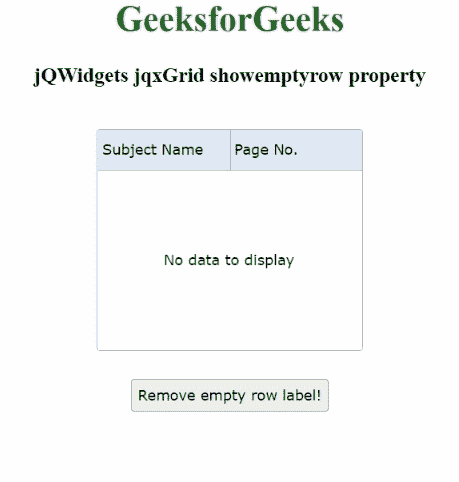 GeeksforGeeks
jQWidgets jqxGrid showemptyrow property
Subject Name Page No.
No data to display
Remove empty row label!